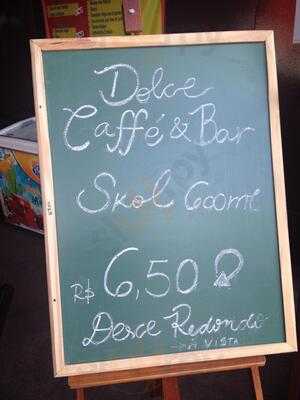 Dolce
Caffé & Bar
Skol 600ml
R$ 6,50
Desce Redondo
A VISTA